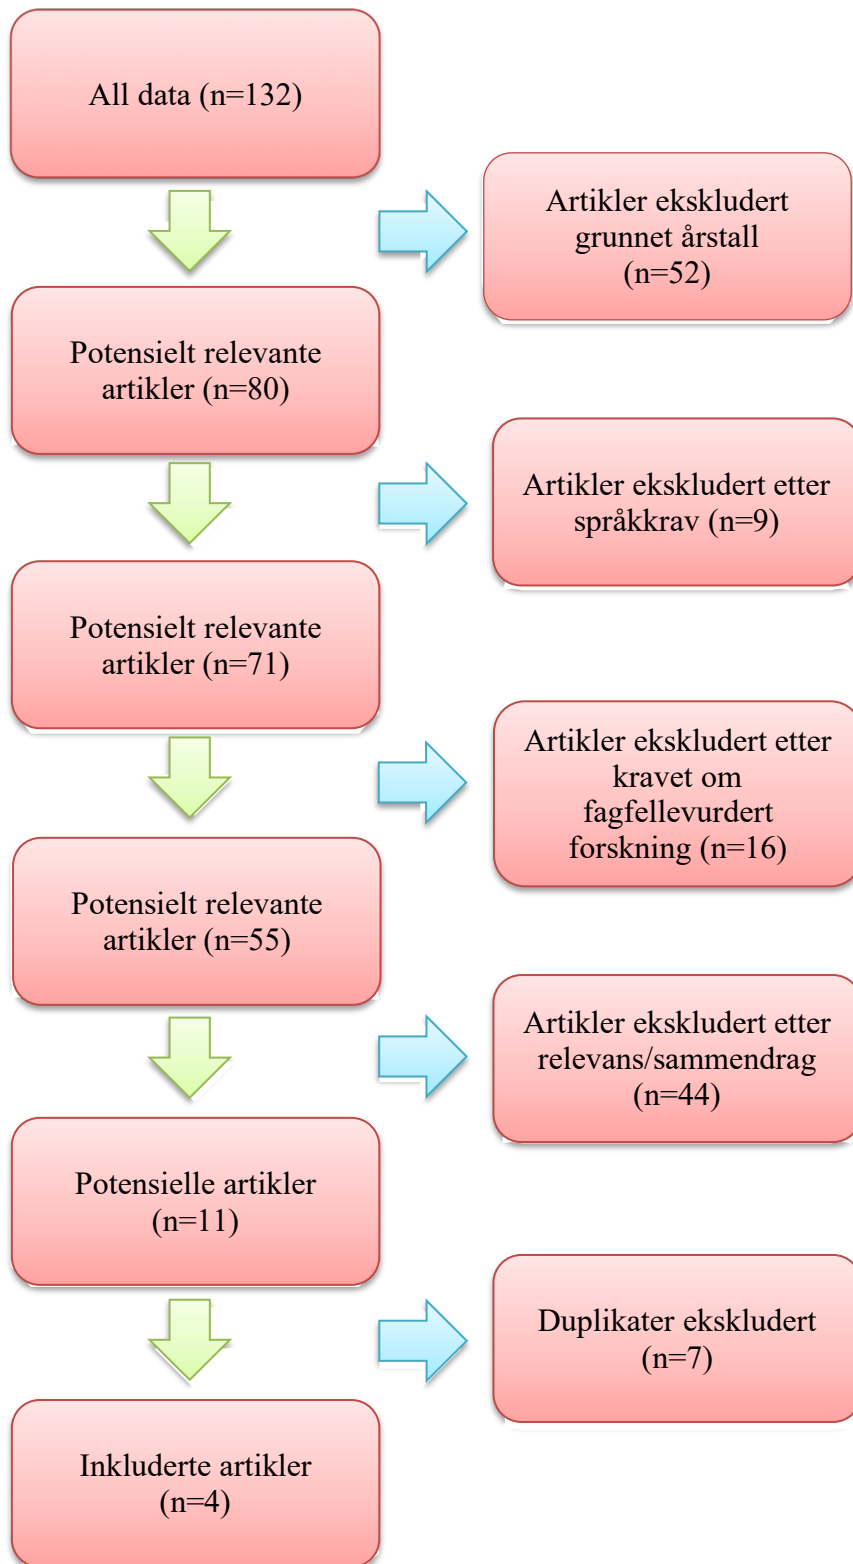 All data (n=132)
Artikler ekskludert
grunnet årstall
(n=52)
Potensielt relevante
artikler (n=80)
Artikler ekskludert etter
språkkrav (n=9)
Potensielt relevante
artikler (n=71)
Artikler ekskludert etter
kravet om
fagfellevurdert
forskning (n=16)
Potensielt relevante
artikler (n=55)
Artikler ekskludert etter
relevans/sammendrag
(n=44)
Potensielle artikler
(n=11)
Duplikater ekskludert
(n=7)
Inkluderte artikler
(n=4)